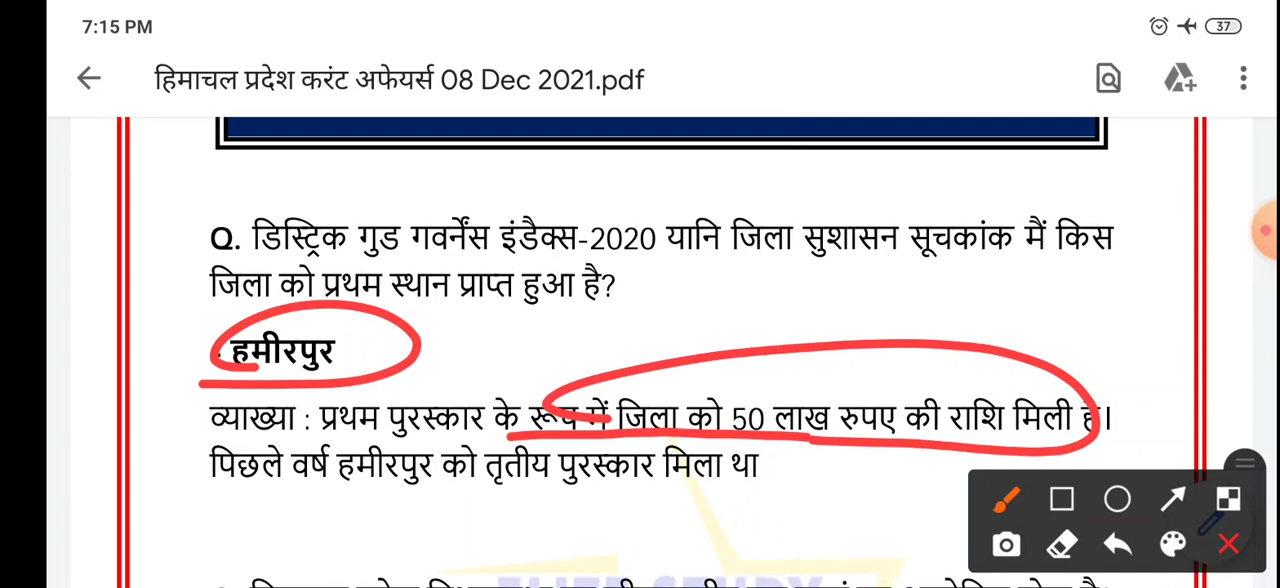 7:15 PM
37
हिमाचल प्रदेश करंट अफेयर्स 08 Dec 2021.pdf
Q. डिस्ट्रिक गुड गवर्नेंस इंडैक्स-2020 यानि जिला सुशासन सूचकांक मैं किस
जिला को प्रथम स्थान प्राप्त हुआ है?
- हमीरपुर
व्याख्या : प्रथम पुरस्कार के रूप में जिला को 50 लाख रुपए की राशि मिली है।
पिछले वर्ष हमीरपुर को तृतीय पुरस्कार मिला था